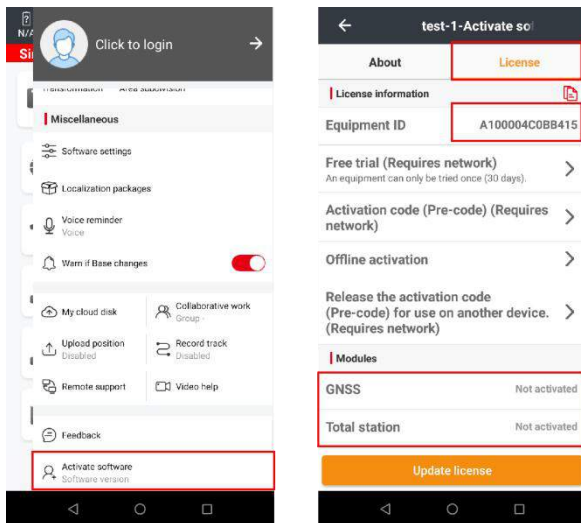 N/A
Click to login
Transformation Area subdivision
Miscellaneous
Software settings
Localization packages
Voice reminder
Voice
Warn if Base changes
My cloud disk
Collaborative work
Group -
Upload position
Disabled
Record track
Disabled
Remote support
Video help
Feedback
Activate software
Software version
test-1-Activate so
About
License
License information
Equipment ID
A100004C0BB415
Free trial (Requires network)
An equipment can only be tried once (30 days).
Activation code (Pre-code) (Requires
network)
Offline activation
Release the activation code
(Pre-code) for use on another device.
(Requires network)
Modules
GNSS
Not activated
Total station
Not activated
Update license